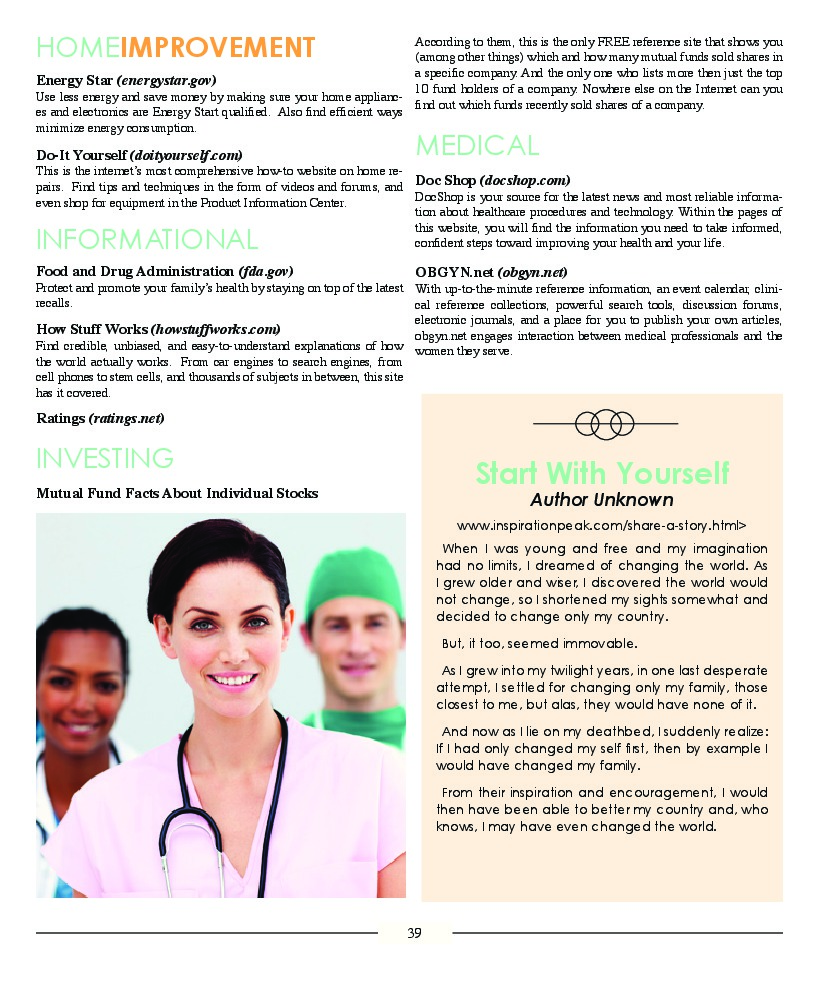 HOMEIMPROVEMENT
Energy Star (energystar.gov)
Use less energy and save money by making sure your home applianc-
es and electronics are Energy Start qualified.  Also find efficient ways
minimize energy consumption.
Do-It Yourself (doityourself.com)
This is the internet's most comprehensive how-to website on home re-
pairs.  Find tips and techniques in the form of videos and forums, and
even shop for equipment in the Product Information Center.
INFORMATIONAL
Food and Drug Administration (fda.gov)
Protect and promote your family's health by staying on top of the latest
recalls.
How Stuff Works (howstuffworks.com)
Find credible, unbiased, and easy-to-understand explanations of how
the world actually works.  From car engines to search engines, from
cell phones to stem cells, and thousands of subjects in between, this site
has it covered.
Ratings (ratings.net)
INVESTING
Mutual Fund Facts About Individual Stocks
According to them, this is the only FREE reference site that shows you
(among other things) which and how many mutual funds sold shares in
a specific company. And the only one who lists more then just the top
10 fund holders of a company. Nowhere else on the Internet can you
find out which funds recently sold shares of a company.
MEDICAL
Doc Shop (docshop.com)
DocShop is your source for the latest news and most reliable informa-
tion about healthcare procedures and technology. Within the pages of
this website, you will find the information you need to take informed,
confident steps toward improving your health and your life.
OBGYN.net (obgyn.net)
With up-to-the-minute reference information, an event calendar, clini-
cal reference collections, powerful search tools, discussion forums,
electronic journals, and a place for you to publish your own articles,
obgyn.net engages interaction between medical professionals and the
women they serve.
Start With Yourself
Author Unknown
www.inspirationpeak.com/share-a-story.html>
When I was young and free and my imagination
had no limits, I dreamed of changing the world. As
I grew older and wiser, I discovered the world would
not change, so I shortened my sights somewhat and
decided to change only my country.
But, it too, seemed immovable.
As I grew into my twilight years, in one last desperate
attempt, I settled for changing only my family, those
closest to me, but alas, they would have none of it.
And now as I lie on my deathbed, I suddenly realize:
If I had only changed my self first, then by example I
would have changed my family.
From their inspiration and encouragement, I would
then have been able to better my country and, who
knows, I may have even changed the world.
39